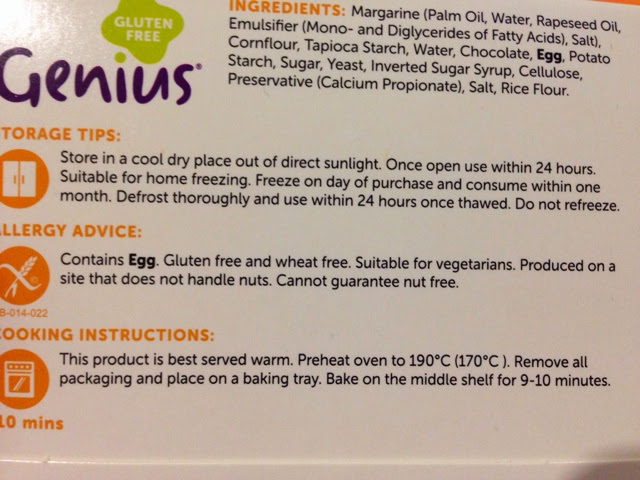 GLUTEN
FREE
Genius®
INGREDIENTS: Margarine (Palm Oil, Water, Rapeseed Oil,
Emulsifier (Mono- and Diglycerides of Fatty Acids), Salt),
Cornflour, Tapioca Starch, Water, Chocolate, Egg, Potato
Starch, Sugar, Yeast, Inverted Sugar Syrup, Cellulose,
Preservative (Calcium Propionate), Salt, Rice Flour.
TORAGE TIPS:
Store in a cool dry place out of direct sunlight. Once open use within 24 hours.
Suitable for home freezing. Freeze on day of purchase and consume within one
month. Defrost thoroughly and use within 24 hours once thawed. Do not refreeze.
LLERGY ADVICE:
Contains Egg. Gluten free and wheat free. Suitable for vegetarians. Produced on a
site that does not handle nuts. Cannot guarantee nut free.
B-014-022
OOKING INSTRUCTIONS:
This product is best served warm. Preheat oven to 190°C (170°C ). Remove all
packaging and place on a baking tray. Bake on the middle shelf for 9-10 minutes.
10 mins